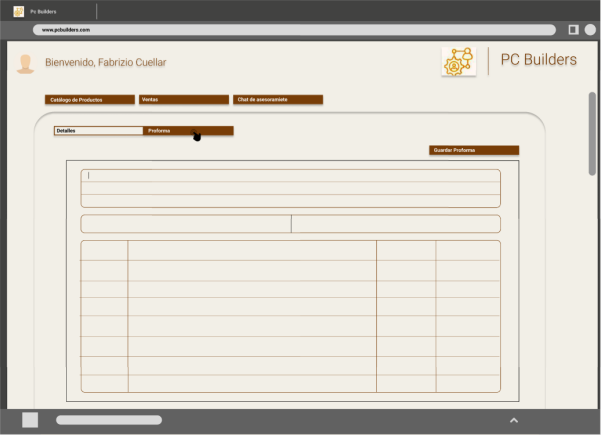 Pc Builders
www.pcbuilders.com
Bienvenido, Fabrizio Cuellar
PC Builders
Catálogo de Productos
Ventas
Chat de asesoramiete
Detalles
Proforma
Guardar Proforma